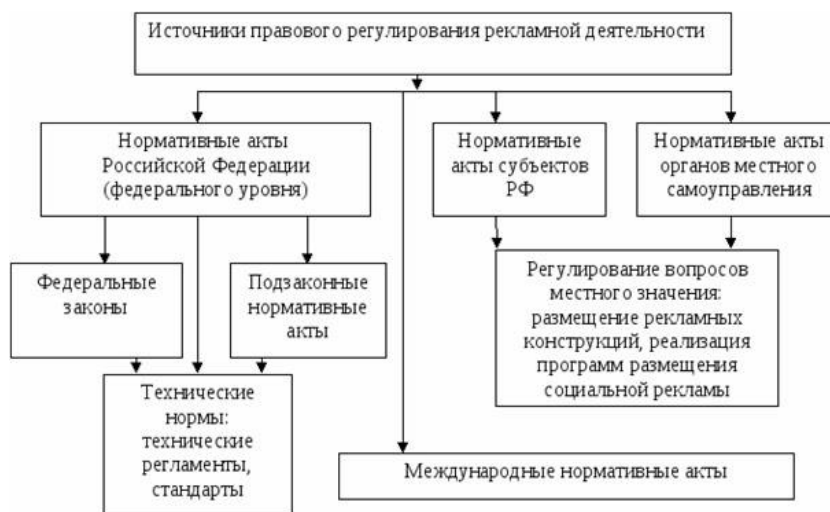 Источники правового регулирования рекламной деятельности
Нормативные акты
Российской Федерации
(федерального уровня)
Нормативные
акты субъектов
РФ
Нормативные акты
органов местного
самоуправления
Федеральные
законы
Подзаконные
нормативные
акты
Регулирование вопросов
местного значения:
размещение рекламных
конструкций, реализация
программ размещения
социальной рекламы
Технические
нормы:
технические
регламенты,
стандарты
Международные нормативные акты